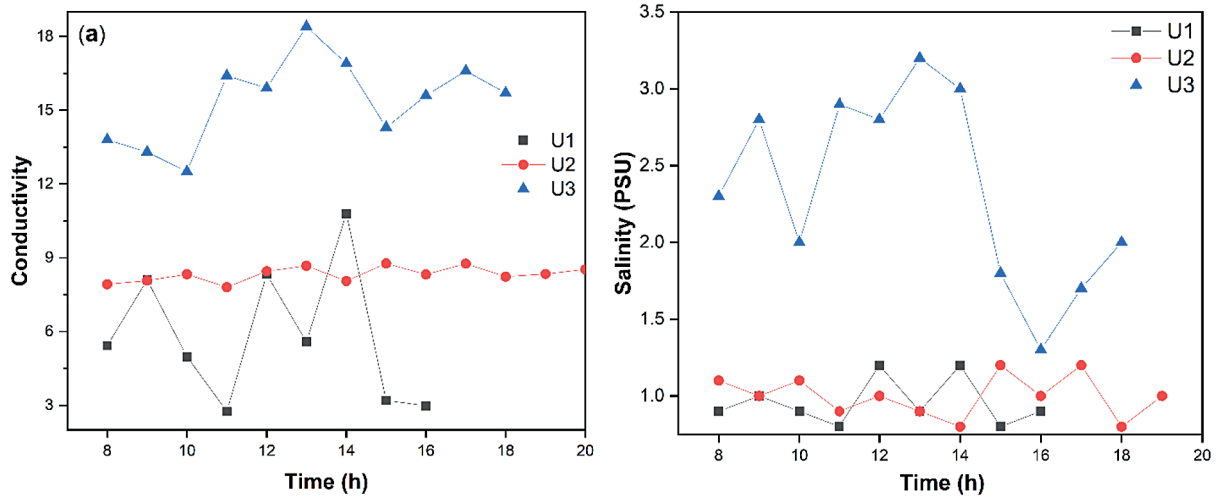 (a)
Conductivity
18
15
12
9
6
3
8 10 12 14 16 18 20
Time (h)
U1
U2
U3
Salinity (PSU)
3.5
3.0
2.5
2.0
1.5
1.0
8 10 12 14 16 18 20
Time (h)
U1
U2
U3